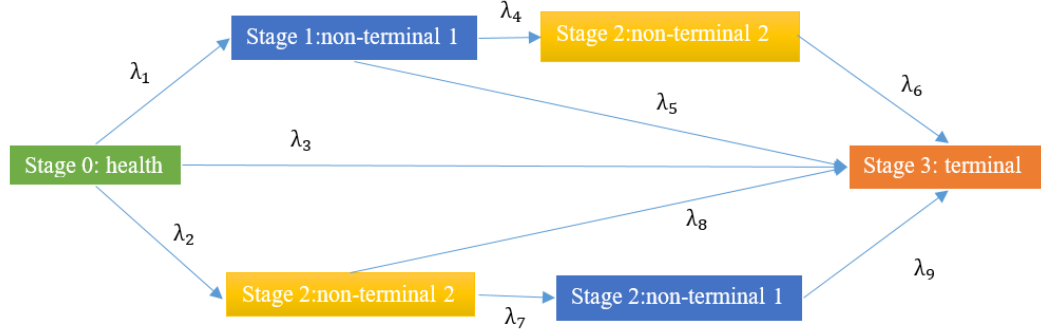 λ4
Stage 1:non-terminal 1
Stage 2:non-terminal 2
λ1
λ5
λ6
λ3
Stage 0: health
Stage 3: terminal
λ2
λ8
λ9
Stage 2:non-terminal 2
Stage 2:non-terminal 1
λ7